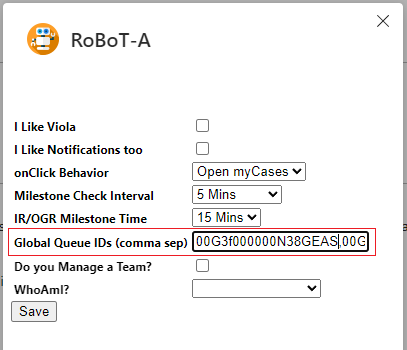 RoBoT-A
I Like Viola
I Like Notifications too
onClick Behavior Open myCases
Milestone Check Interval 5 Mins
IR/OGR Milestone Time 15 Mins
Global Queue IDs (comma sep) 00G3f000000N38GEAS,00G
Do you Manage a Team?
WhoAmI?
Save